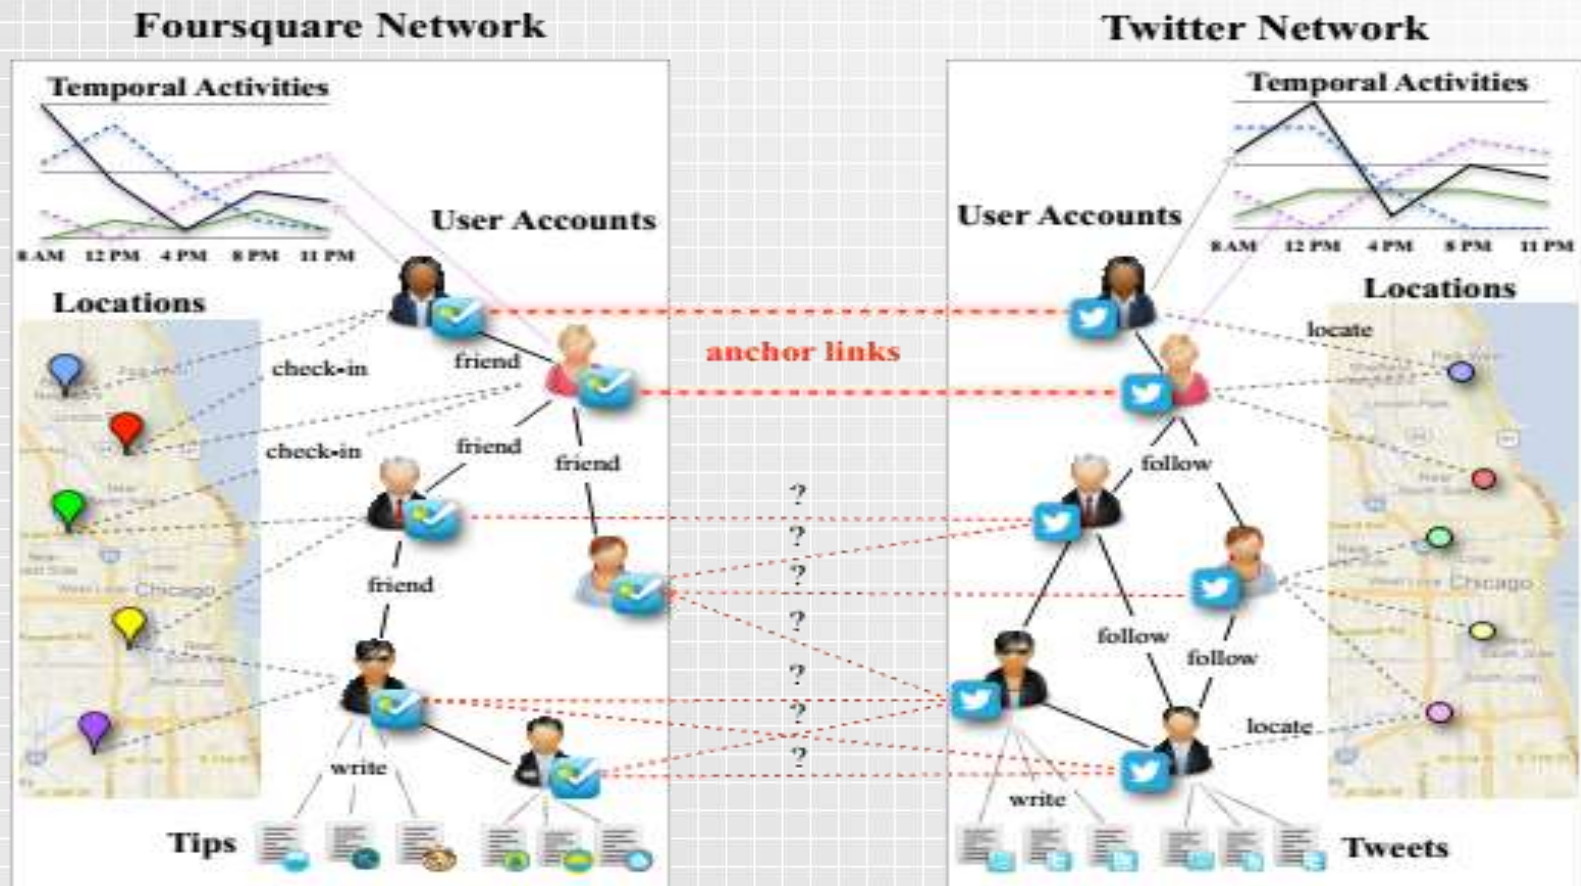 Foursquare Network
Temporal Activities
8 AM 12 PM 4 PM 8 PM 11 PM
User Accounts
Locations
check-in
friend
check-in
friend
friend
friend
Chicago
write
Tips
anchor links
?
?
?
?
?
?
?
Twitter Network
Temporal Activities
8 AM 12 PM 4 PM 8 PM 11 PM
User Accounts
Locations
locate
follow
Chicago
follow
follow
locate
write
Tweets